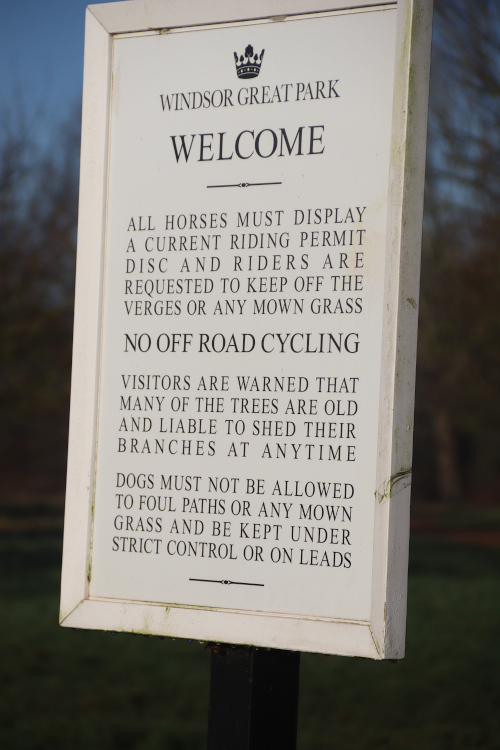 WINDSOR GREAT PARK
WELCOME
ALL HORSES MUST DISPLAY
A CURRENT RIDING PERMIT
DISC AND RIDERS ARE
REQUESTED TO KEEP OFF THE
VERGES OR ANY MOWN GRASS
NO OFF ROAD CYCLING
VISITORS ARE WARNED THAT
MANY OF THE TREES ARE OLD
AND LIABLE TO SHED THEIR
BRANCHES AT ANYTIME
DOGS MUST NOT BE ALLOWED
TO FOUL PATHS OR ANY MOWN
GRASS AND BE KEPT UNDER
STRICT CONTROL OR ON LEADS